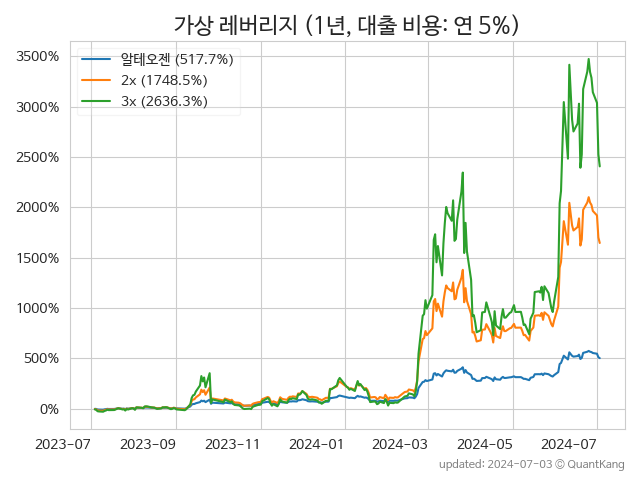 가상 레버리지 (1년, 대출 비용: 연 5%)
3500%
알테오젠 (517.7%)
2x (1748.5%)
3x (2636.3%)
3000%
2500%
2000%
1500%
1000%
500%
0%
2023-07 2023-09 2023-11 2024-01 2024-03 2024-05 2024-07
updated: 2024-07-03 © QuantKang